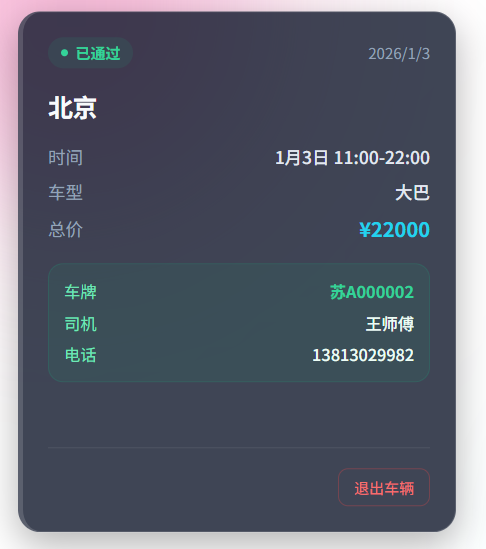 已通过 2026/1/3
北京
时间 1月3日 11:00-22:00
车型 大巴
总价 ¥22000
车牌 苏A000002
司机 王师傅
电话 13813029982
退出车辆